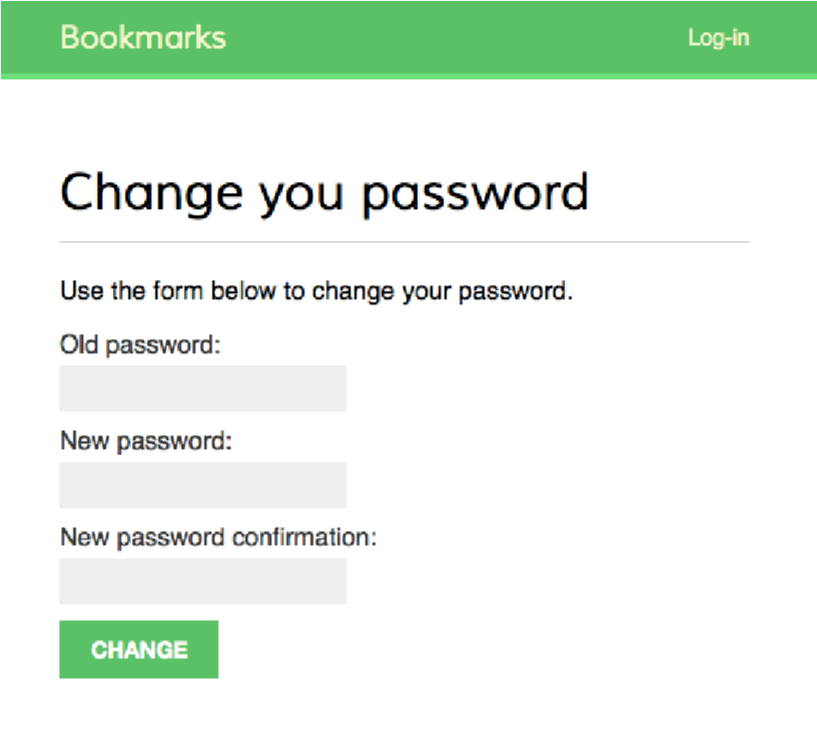 Bookmarks
Log-in
Change you password
Use the form below to change your password.
Old password:
New password:
New password confirmation:
CHANGE